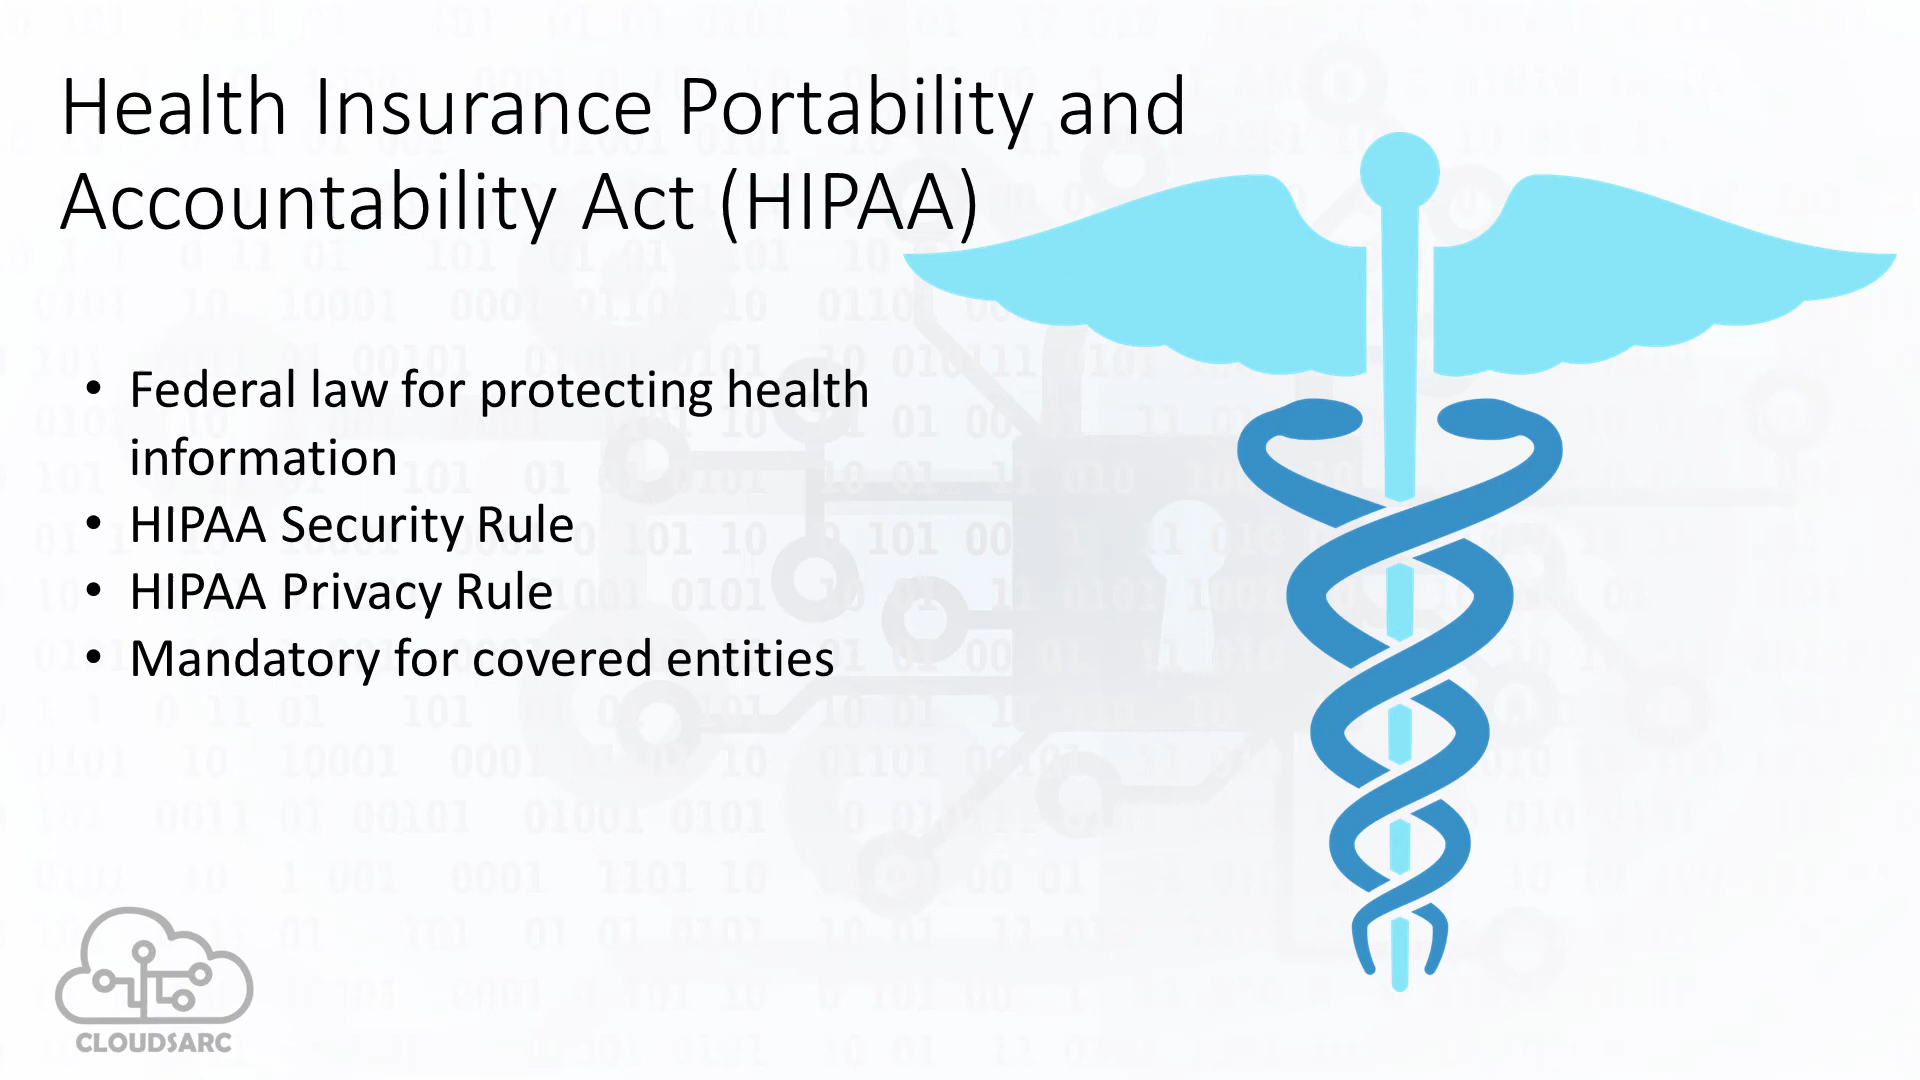 Health Insurance Portability and
Accountability Act (HIPAA)
• Federal law for protecting health
information
• HIPAA Security Rule
• HIPAA Privacy Rule
• Mandatory for covered entities
CLOUDSARC